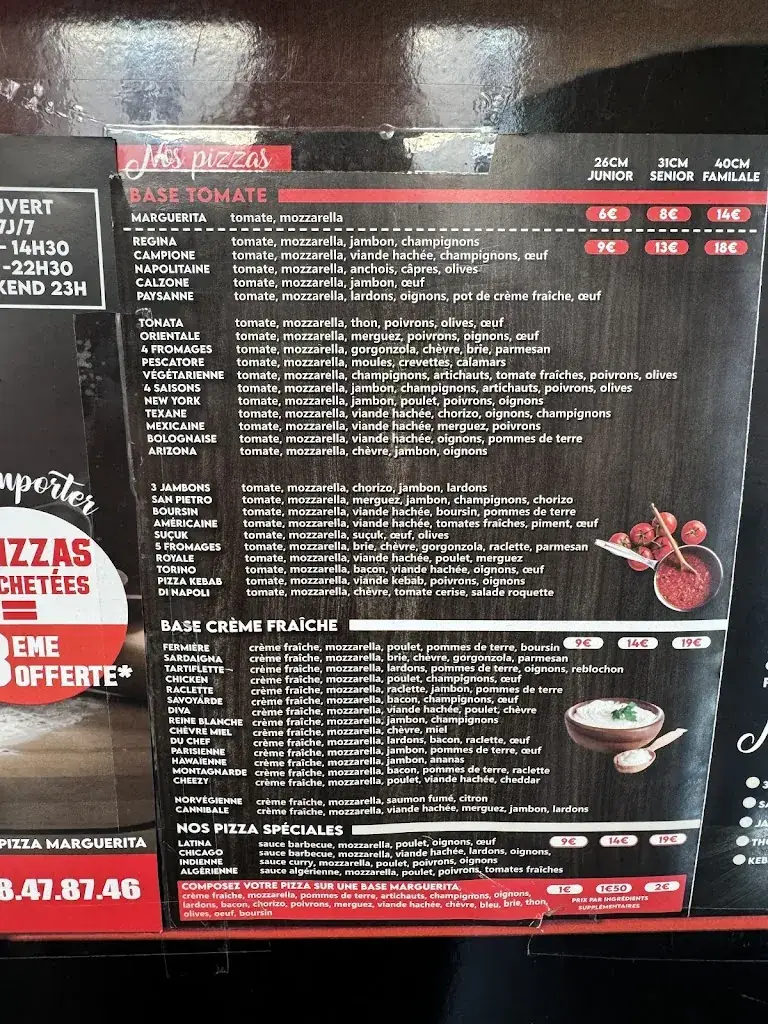 UVERT
7J/7
- 14H30
-22H30
KEND 23H
mporter
IZZAS
CHETÉES
=
EME
OFFERTE*
PIZZA MARGUERITA
8.47.87.46
Nos pizzas
26CM JUNIOR 31CM SENIOR 40CM FAMILALE
BASE TOMATE
MARGUERITA tomate, mozzarella 6€ 8€ 14€
REGINA tomate, mozzarella, jambon, champignons 9€ 13€ 18€
CAMPIONE tomate, mozzarella, viande hachée, champignons, œuf
NAPOLITAINE tomate, mozzarella, anchois, câpres, olives
CALZONE tomate, mozzarella, jambon, œuf
PAYSANNE tomate, mozzarella, lardons, oignons, pot de crème fraîche, œuf
TONATA tomate, mozzarella, thon, poivrons, olives, œuf
ORIENTALE tomate, mozzarella, merguez, poivrons, oignons, œuf
4 FROMAGES tomate, mozzarella, gorgonzola, chèvre, brie, parmesan
PESCATORE tomate, mozzarella, moules, crevettes, calamars
VÉGÉTARIENNE tomate, mozzarella, champignons, artichauts, tomate fraîches, poivrons, olives
4 SAISONS tomate, mozzarella, jambon, champignons, artichauts, poivrons, olives
NEW YORK tomate, mozzarella, jambon, poulet, poivrons, oignons
TEXANE tomate, mozzarella, viande hachée, chorizo, oignons, champignons
MEXICAINE tomate, mozzarella, viande hachée, merguez, poivrons
BOLOGNAISE tomate, mozzarella, viande hachée, oignons, pommes de terre
ARIZONA tomate, mozzarella, chèvre, jambon, oignons
3 JAMBONS tomate, mozzarella, chorizo, jambon, lardons
SAN PIETRO tomate, mozzarella, merguez, jambon, champignons, chorizo
BOURSIN tomate, mozzarella, viande hachée, boursin, pommes de terre
AMÉRICAINE tomate, mozzarella, viande hachée, tomates fraîches, piment, œuf
SUÇUK tomate, mozzarella, suçuk, œuf, olives
5 FROMAGES tomate, mozzarella, brie, chèvre, gorgonzola, raclette, parmesan
ROYALE tomate, mozzarella, viande hachée, poulet, merguez
TORINO tomate, mozzarella, bacon, viande hachée, oignons, œuf
PIZZA KEBAB tomate, mozzarella, viande kebab, poivrons, oignons
DI NAPOLI tomate, mozzarella, chèvre, tomate cerise, salade roquette
BASE CRÈME FRAÎCHE
FERMIÈRE crème fraîche, mozzarella, poulet, pommes de terre, boursin 9€ 14€ 19€
SARDAIGNA crème fraîche, mozzarella, brie, chèvre, gorgonzola, parmesan
TARTIFLETTE crème fraîche, mozzarella, lardons, pommes de terre, oignons, reblochon
CHICKEN crème fraîche, mozzarella, poulet, champignons, œuf
RACLETTE crème fraîche, mozzarella, raclette, jambon, pommes de terre
SAVOYARDE crème fraîche, mozzarella, bacon, champignons, œuf
DIVA crème fraîche, mozzarella, viande hachée, poulet, chèvre
REINE BLANCHE crème fraîche, mozzarella, jambon, champignons
CHÈVRE MIEL crème fraîche, mozzarella, chèvre, miel
DU CHEF crème fraîche, mozzarella, lardons, bacon, raclette, œuf
PARSIENNE crème fraîche, mozzarella, jambon, pommes de terre, œuf
HAWAÏENNE crème fraîche, mozzarella, jambon, ananas
MONTAGNARDE crème fraîche, mozzarella, bacon, pommes de terre, raclette
CHEEZY crème fraîche, mozzarella, poulet, viande hachée, cheddar
NORVÉGIENNE crème fraîche, mozzarella, saumon fumé, citron
CANNIBALE crème fraîche, mozzarella, viande hachée, merguez, jambon, lardons
NOS PIZZA SPÉCIALES
LATINA sauce barbecue, mozzarella, poulet, oignons, œuf 9€ 14€ 19€
CHICAGO sauce barbecue, mozzarella, viande hachée, lardons, oignons,
INDIENNE sauce curry, mozzarella, poulet, poivrons, oignons
ALGÉRIENNE sauce algérienne, mozzarella, poulet, poivrons, tomates fraîches
COMPOSEZ VOTRE PIZZA SUR UNE BASE MARGUERITA, 1€ 1€50 2€
crème fraîche, mozzarella, pommes de terre, artichauts, champignons, oignons,
lardons, bacon, chorizo, poivrons, merguez, viande hachée, chèvre, bleu, brie, thon
olives, oeuf, boursin
PRIX PAR INGRÉDIENTS
SUPPLÉMENTAIRES
3
SA
JA
THO
KEB